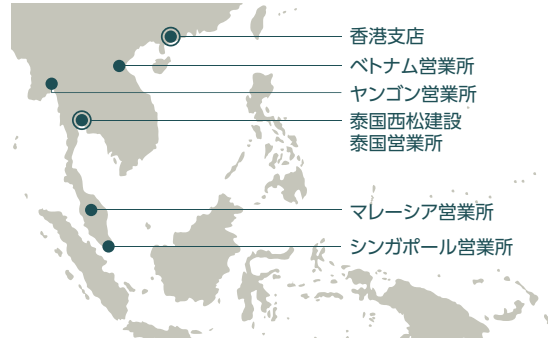 香港支店
ベトナム営業所
ヤンゴン営業所
泰国西松建設
泰国営業所
マレーシア営業所
シンガポール営業所